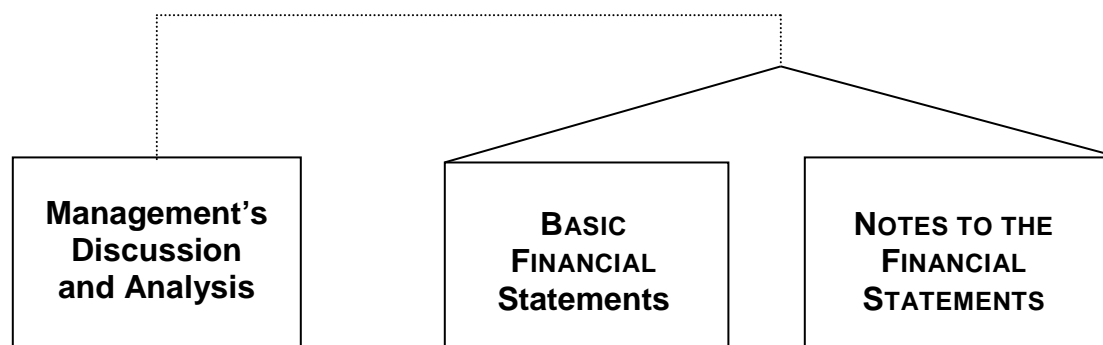 Management’s
Discussion
and Analysis
BASIC
FINANCIAL
Statements
NOTES TO THE
FINANCIAL
STATEMENTS